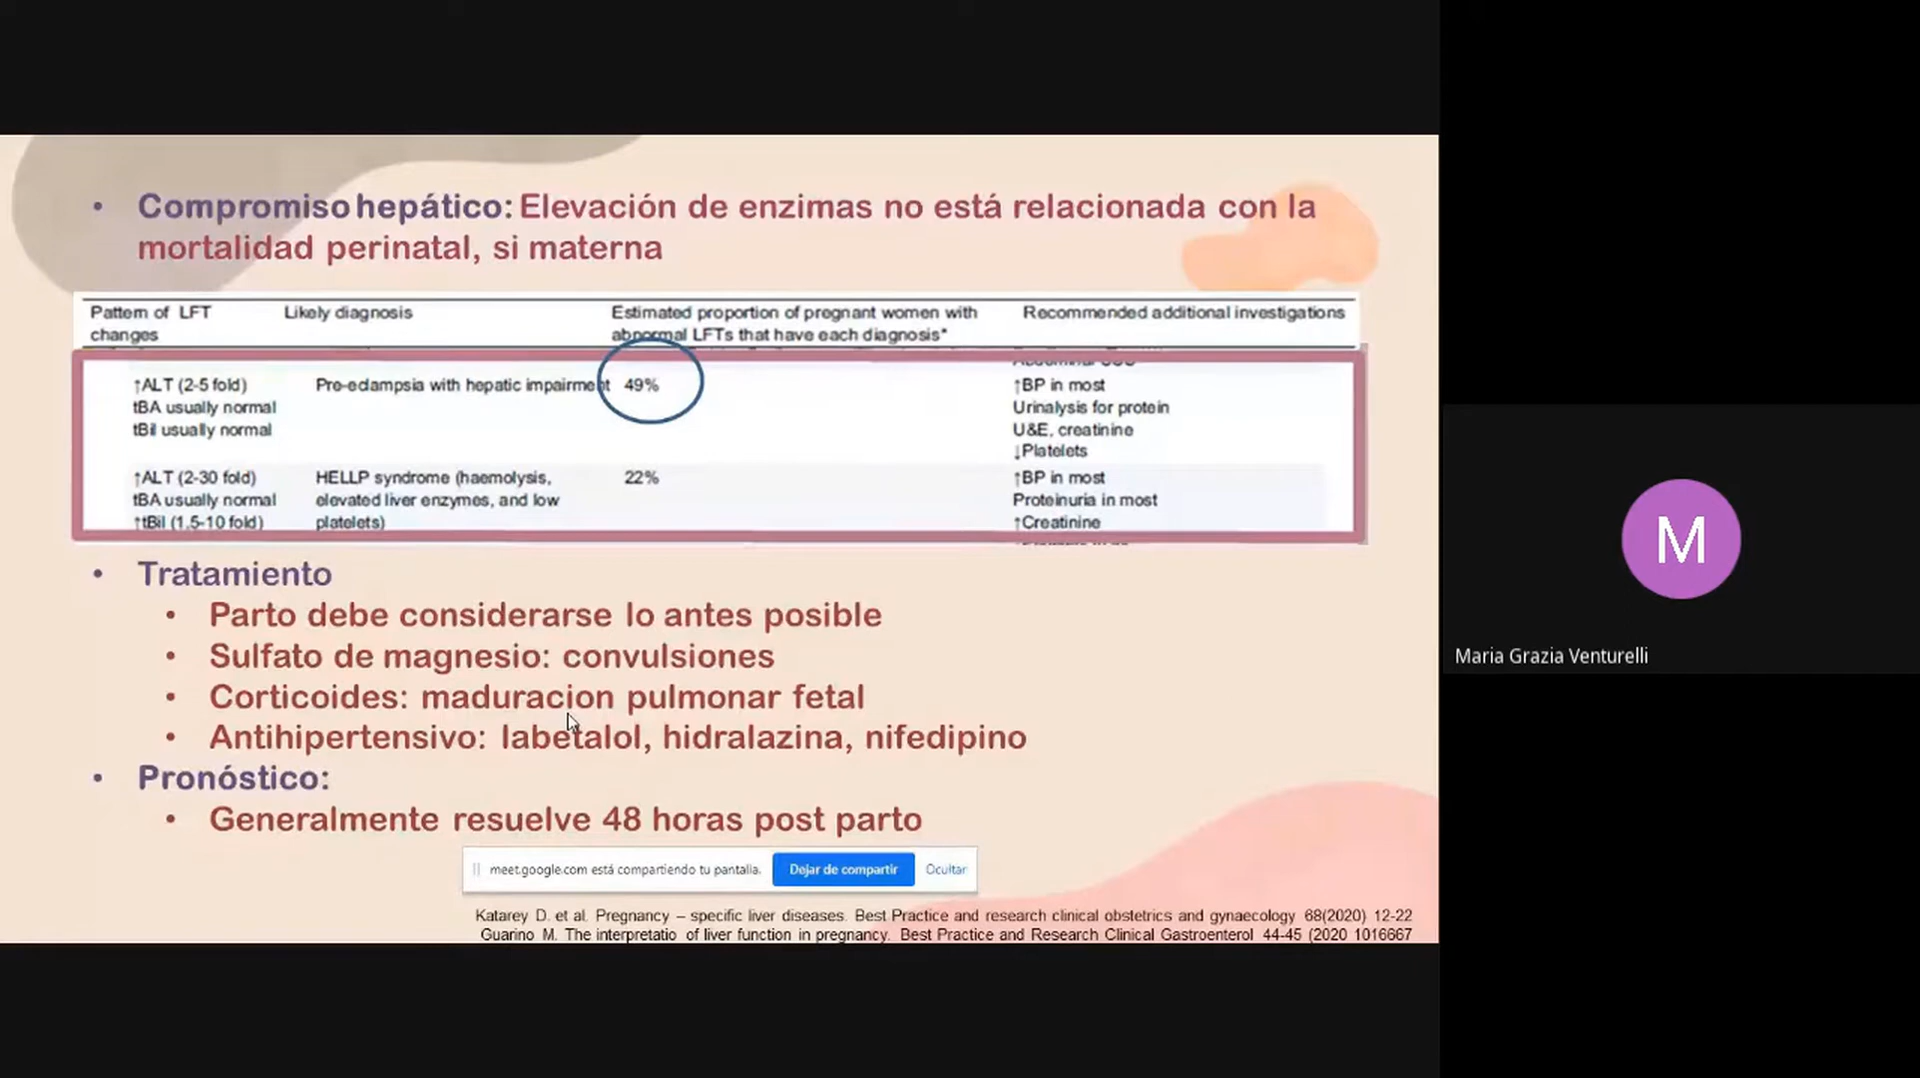 • Compromiso hepático: Elevación de enzimas no está relacionada con la
mortalidad perinatal, si materna
Pattern of LFT changes Likely diagnosis Estimated proportion of pregnant women with abnormal LFTs that have each diagnosis* Recommended additional investigations
↑ALT (2-5 fold) Pre-eclampsia with hepatic impairment 49% ↑BP in most
tBA usually normal Urinalysis for protein
tBil usually normal U&E, creatinine
↓Platelets
↑ALT (2-30 fold) HELLP syndrome (haemolysis, 22% ↑BP in most
tBA usually normal elevated liver enzymes, and low Proteinuria in most
↑tBil (1.5-10 fold) platelets) ↑Creatinine
• Tratamiento
• Parto debe considerarse lo antes posible
• Sulfato de magnesio: convulsiones
• Corticoides: maduracion pulmonar fetal
• Antihipertensivo: labetalol, hidralazina, nifedipino
• Pronóstico:
• Generalmente resuelve 48 horas post parto
meet.google.com está compartiendo tu pantalla. Dejar de compartir Ocultar
Katarey D. et al. Pregnancy – specific liver diseases. Best Practice and research clinical obstetrics and gynaecology 68(2020) 12-22
Guarino M. The interpretatio of liver function in pregnancy. Best Practice and Research Clinical Gastroenterol 44-45 (2020 1016667
M
Maria Grazia Venturelli